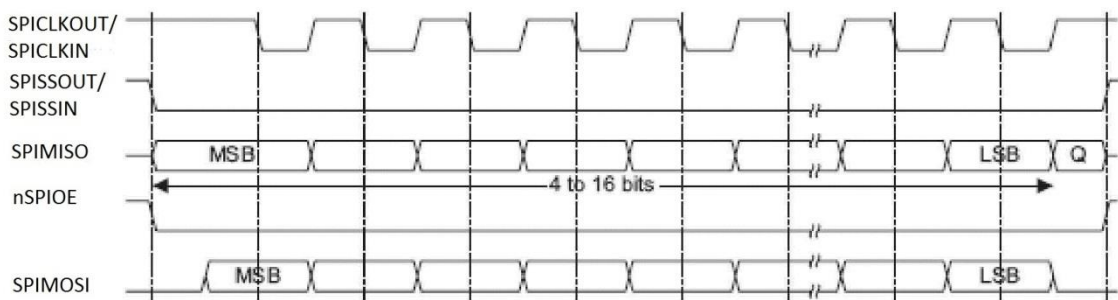 SPICLKOUT/
SPICLKIN
SPISSOUT/
SPISSIN
SPIMISO MSB LSB Q
4 to 16 bits
nSPIOE
SPIMOSI MSB LSB